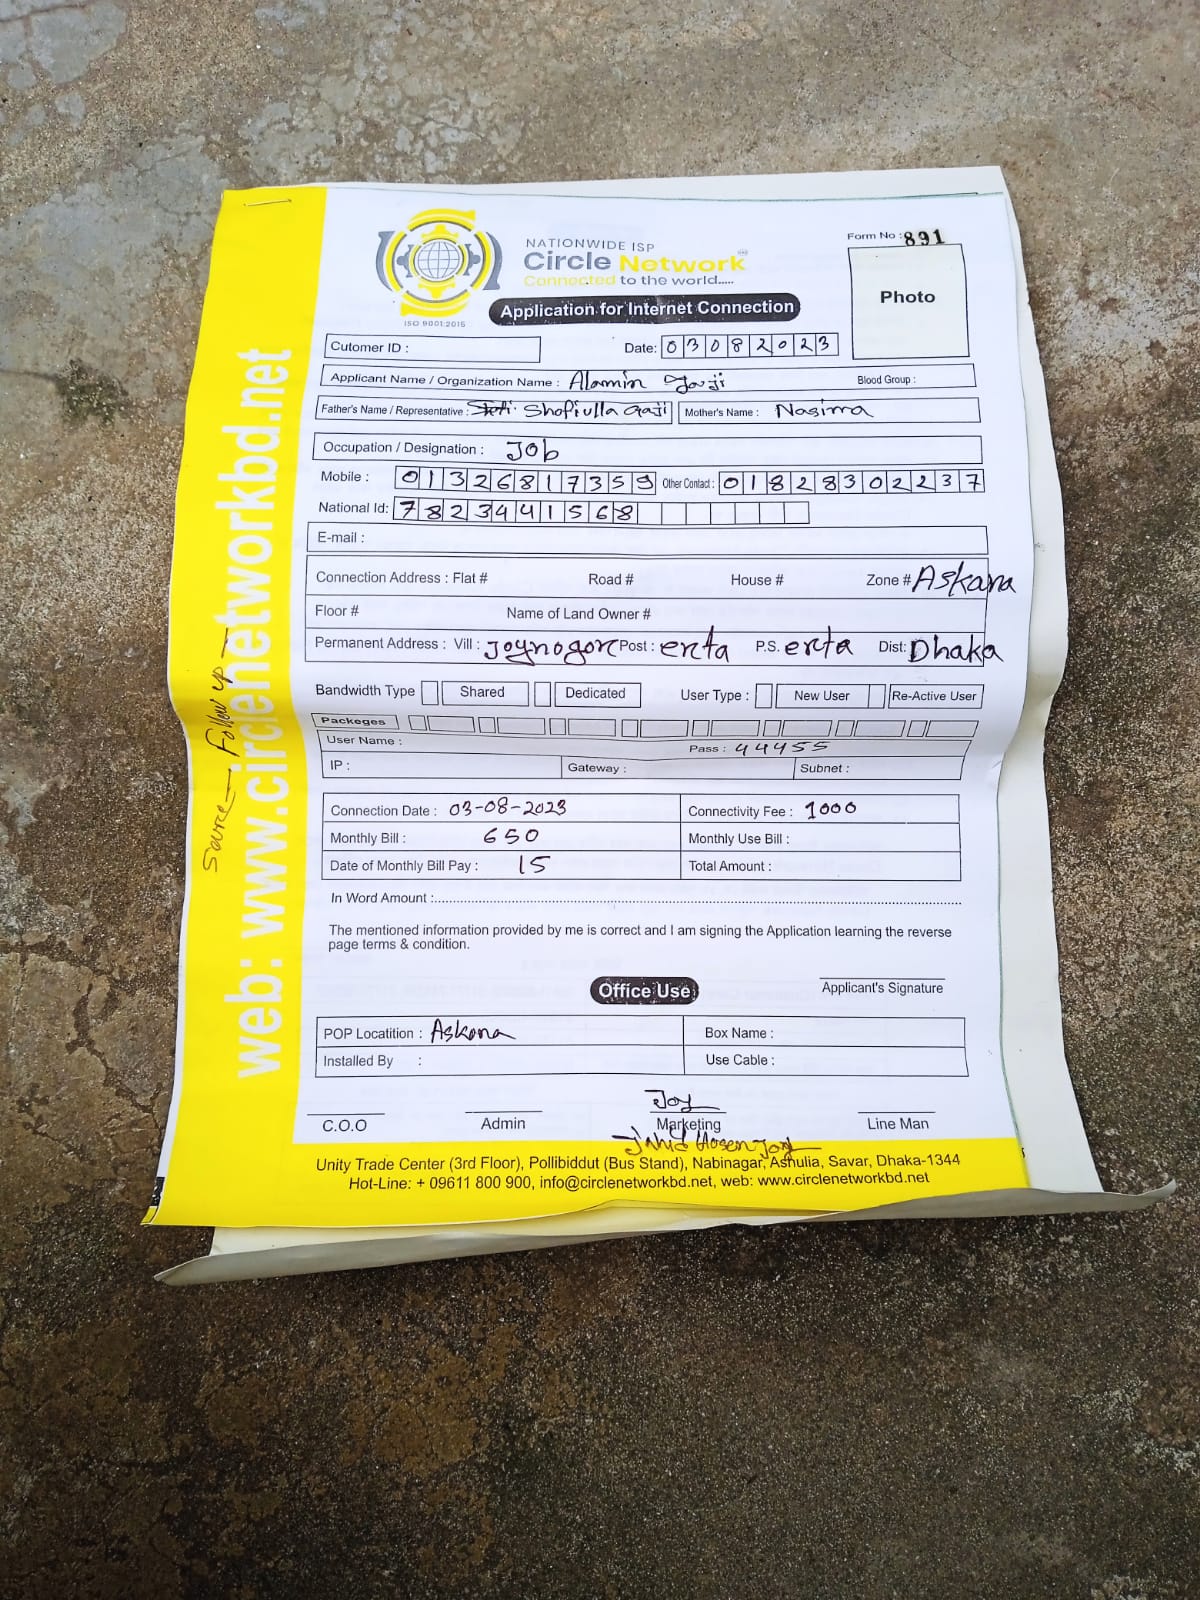 NATIONWIDE ISP
Circle Network
Connected to the world.....
ISO 9001:2015
Form No : 891
Photo
Application for Internet Connection
Cutomer ID :
Date: 03082023
Applicant Name / Organization Name : Alamin Gaji Blood Group :
Father's Name / Representative : Shofiulla Gaji Mother's Name : Nasima
Occupation / Designation : Job
Mobile : 01326817359 Other Contact : 01828302237
National Id: 7823441568
E-mail :
Connection Address : Flat # Road # House # Zone # Askana
Floor # Name of Land Owner #
Permanent Address : Vill : Joynogor Post : erta P.S. erta Dist: Dhaka
Bandwidth Type Shared Dedicated User Type : New User Re-Active User
Packeges
User Name : Pass : 44455
IP : Gateway : Subnet :
Connection Date : 03-08-2023 Connectivity Fee : 1000
Monthly Bill : 650 Monthly Use Bill :
Date of Monthly Bill Pay : 15 Total Amount :
In Word Amount :
The mentioned information provided by me is correct and I am signing the Application learning the reverse
page terms & condition.
Applicant's Signature
Office Use
POP Locatition : Askona Box Name :
Installed By : Use Cable :
Joy
C.O.O Admin Marketing Line Man
Jahid Hosen Joy
Unity Trade Center (3rd Floor), Pollibiddut (Bus Stand), Nabinagar, Ashulia, Savar, Dhaka-1344
Hot-Line: + 09611 800 900, info@circlenetworkbd.net, web: www.circlenetworkbd.net
web: www.circlenetworkbd.net
Follow up